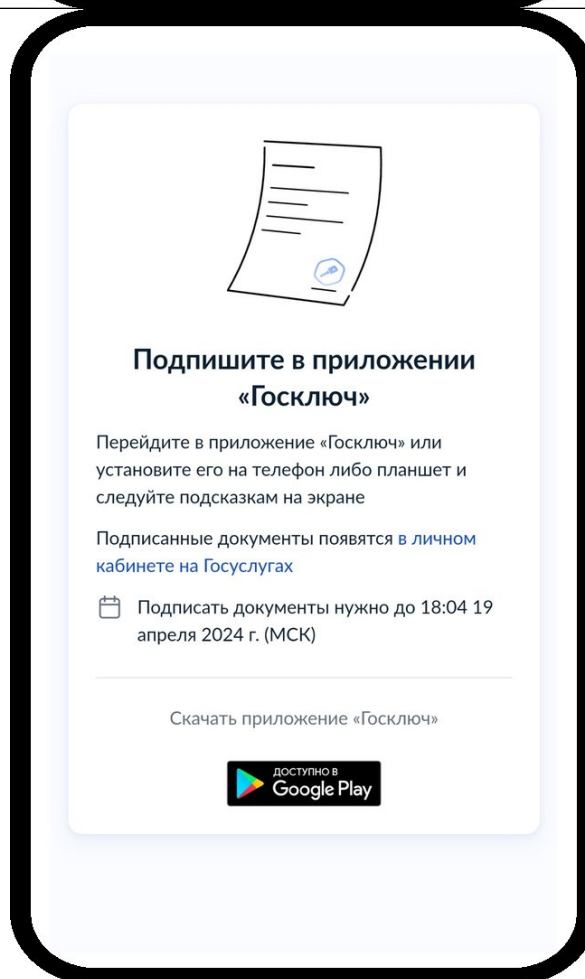 Подпишите в приложении
«Госключ»
Перейдите в приложение «Госключ» или
установите его на телефон либо планшет и
следуйте подсказкам на экране
Подписанные документы появятся в личном
кабинете на Госуслугах
Подписать документы нужно до 18:04 19
апреля 2024 г. (МСК)
Скачать приложение «Госключ»
ДОСТУПНО В
Google Play